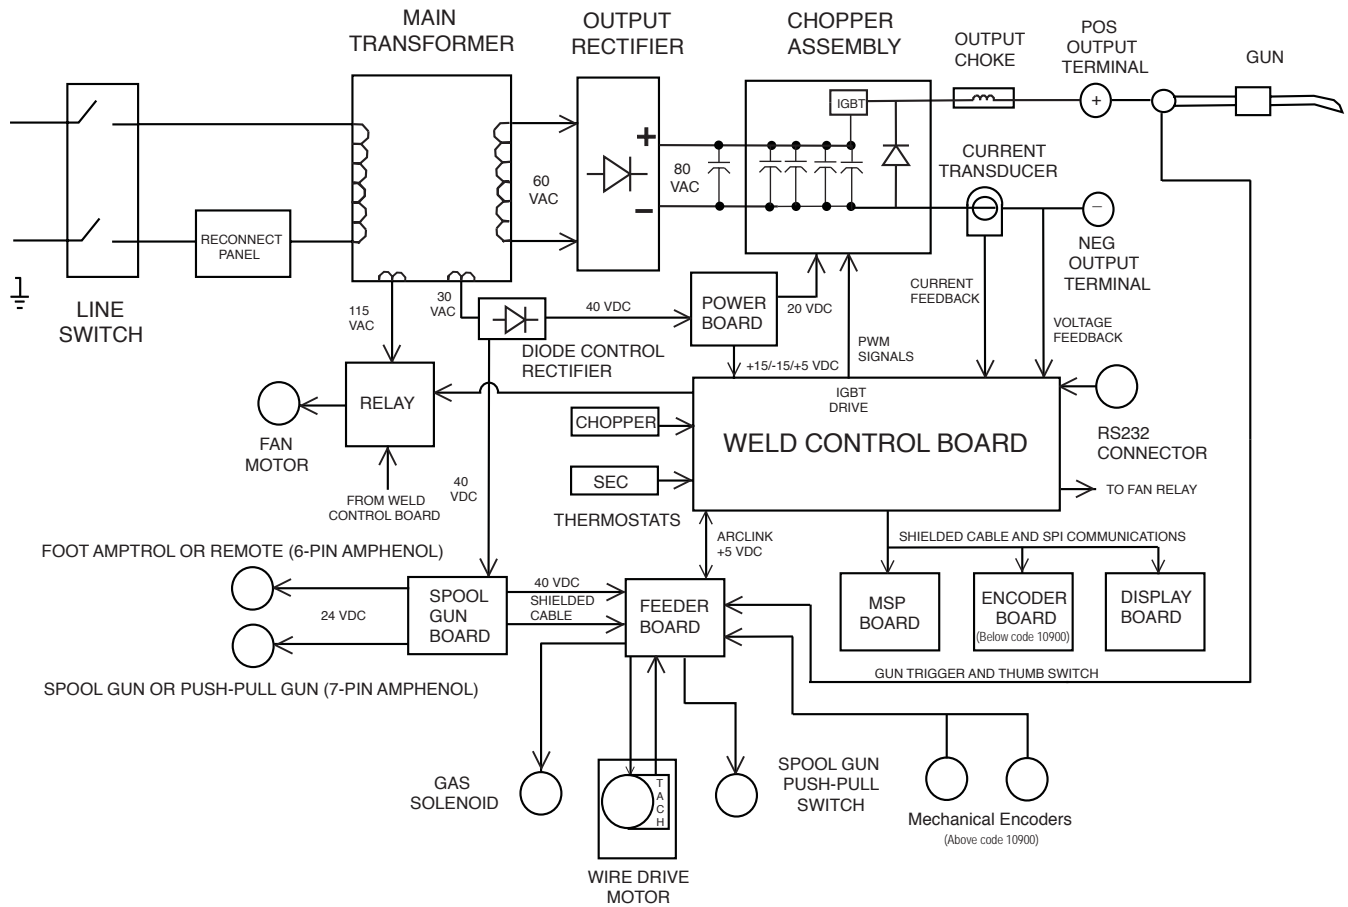 MAIN
TRANSFORMER
OUTPUT
RECTIFIER
CHOPPER
ASSEMBLY
OUTPUT
CHOKE
POS
OUTPUT
TERMINAL
GUN
IGBT
+
+
60
VAC
80
VAC
CURRENT
TRANSDUCER
−
−
RECONNECT
PANEL
NEG
OUTPUT
TERMINAL
LINE
SWITCH
115
VAC
30
VAC
40 VDC
POWER
BOARD
20 VDC
CURRENT
FEEDBACK
DIODE CONTROL
RECTIFIER
+15/-15/+5 VDC
PWM
SIGNALS
VOLTAGE
FEEDBACK
RELAY
FAN
MOTOR
CHOPPER
IGBT
DRIVE
WELD CONTROL BOARD
RS232
CONNECTOR
SEC
THERMOSTATS
40
VDC
FROM WELD
CONTROL BOARD
TO FAN RELAY
ARCLINK
+5 VDC
SHIELDED CABLE AND SPI COMMUNICATIONS
FOOT AMPTROL OR REMOTE (6-PIN AMPHENOL)
24 VDC
SPOOL
GUN
BOARD
40 VDC
SHIELDED
CABLE
FEEDER
BOARD
MSP
BOARD
ENCODER
BOARD
(Below code 10900)
DISPLAY
BOARD
SPOOL GUN OR PUSH-PULL GUN (7-PIN AMPHENOL)
GUN TRIGGER AND THUMB SWITCH
GAS
SOLENOID
T
A
C
H
SPOOL GUN
PUSH-PULL
SWITCH
Mechanical Encoders
(Above code 10900)
WIRE DRIVE
MOTOR